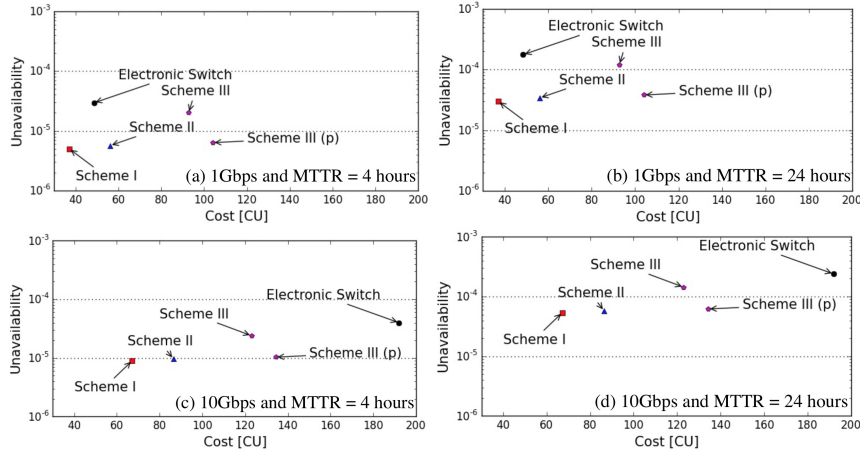 10⁻³
10⁻⁴
10⁻⁵
10⁻⁶
Unavailability
Electronic Switch
Scheme III
Scheme II
Scheme III (p)
Scheme I
(a) 1Gbps and MTTR = 4 hours
40 60 80 100 120 140 160 180 200
Cost [CU]
10⁻³
10⁻⁴
10⁻⁵
10⁻⁶
Unavailability
Electronic Switch
Scheme III
Scheme II
Scheme III (p)
Scheme I
(b) 1Gbps and MTTR = 24 hours
40 60 80 100 120 140 160 180 200
Cost [CU]
10⁻³
10⁻⁴
10⁻⁵
10⁻⁶
Unavailability
Electronic Switch
Scheme III
Scheme II
Scheme III (p)
Scheme I
(c) 10Gbps and MTTR = 4 hours
40 60 80 100 120 140 160 180 200
Cost [CU]
10⁻³
10⁻⁴
10⁻⁵
10⁻⁶
Unavailability
Electronic Switch
Scheme III
Scheme II
Scheme III (p)
Scheme I
(d) 10Gbps and MTTR = 24 hours
40 60 80 100 120 140 160 180 200
Cost [CU]